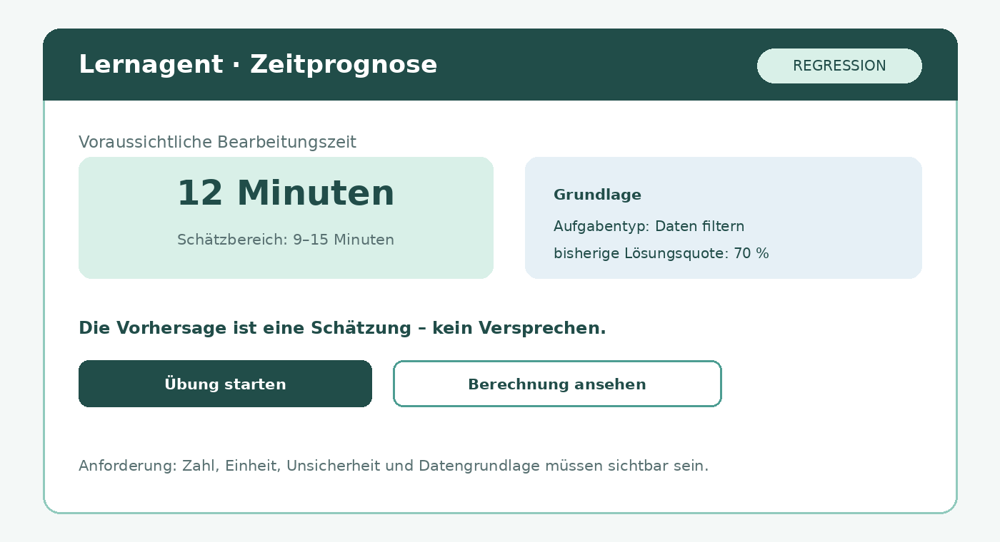 Lernagent · Zeitprognose
REGRESSION
Voraussichtliche Bearbeitungszeit
12 Minuten
Schätzbereich: 9–15 Minuten
Grundlage
Aufgabentyp: Daten filtern
bisherige Lösungsquote: 70 %
Die Vorhersage ist eine Schätzung – kein Versprechen.
Übung starten
Berechnung ansehen
Anforderung: Zahl, Einheit, Unsicherheit und Datengrundlage müssen sichtbar sein.